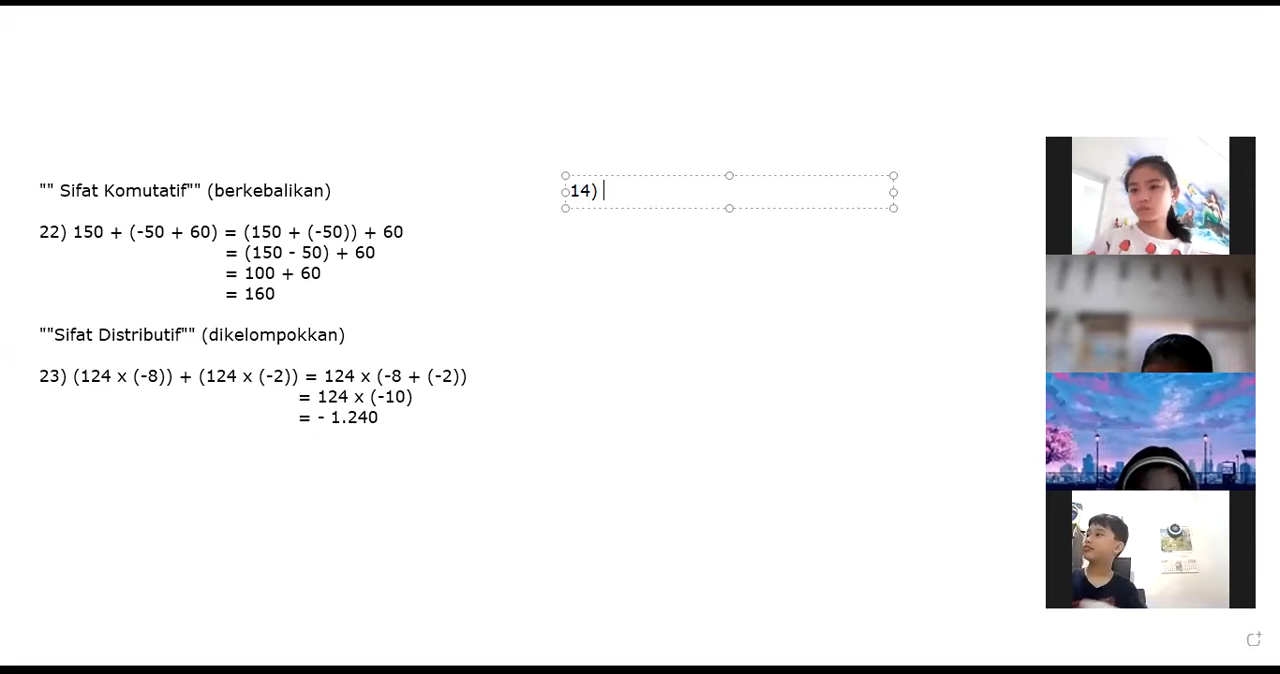 "" Sifat Komutatif"" (berkebalikan)
22) 150 + (-50 + 60) = (150 + (-50)) + 60
= (150 - 50) + 60
= 100 + 60
= 160
""Sifat Distributif"" (dikelompokkan)
23) (124 x (-8)) + (124 x (-2)) = 124 x (-8 + (-2))
= 124 x (-10)
= - 1.240
14)